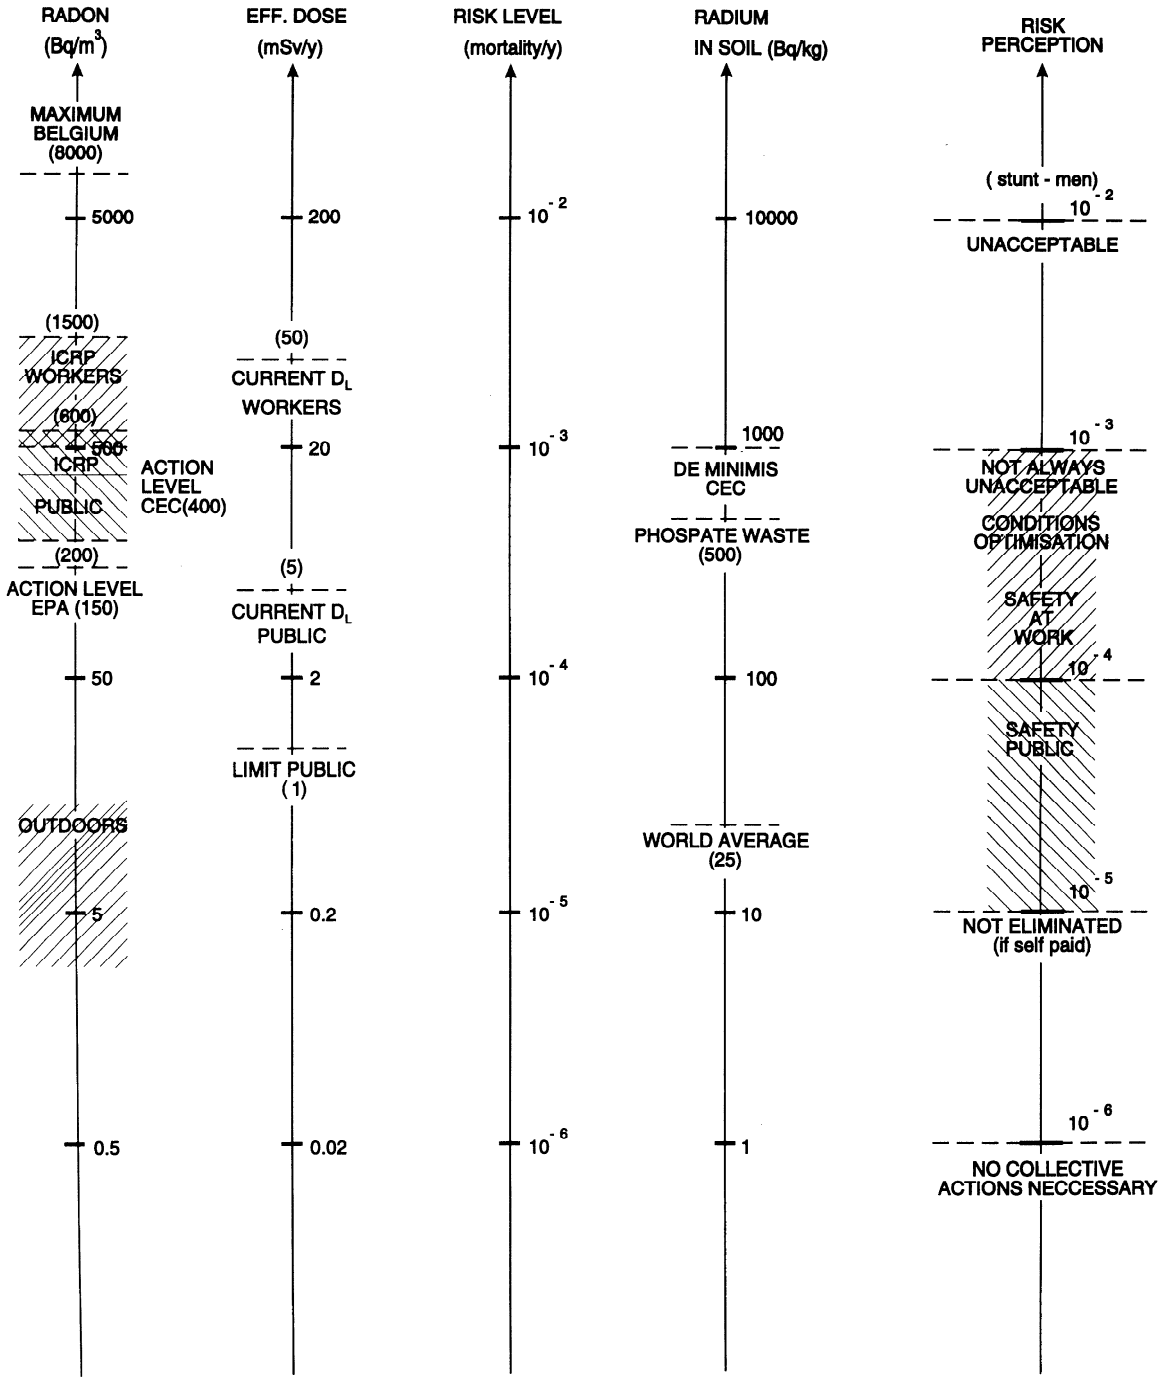 RADON
(Bq/m³)
MAXIMUM
BELGIUM
(8000)
5000
(1500)
ICRP
WORKERS
(600)
500
ICRP
PUBLIC
ACTION
LEVEL
CEC(400)
(200)
ACTION LEVEL
EPA (150)
50
OUTDOORS
5
0.5
EFF. DOSE
(mSv/y)
200
(50)
CURRENT D_L
WORKERS
20
(5)
CURRENT D_L
PUBLIC
2
LIMIT PUBLIC
(1)
0.2
0.02
RISK LEVEL
(mortality/y)
10⁻²
10⁻³
10⁻⁴
10⁻⁵
10⁻⁶
RADIUM
IN SOIL (Bq/kg)
10000
1000
DE MINIMIS
CEC
PHOSPATE WASTE
(500)
100
WORLD AVERAGE
(25)
10
1
RISK
PERCEPTION
( stunt - men)
10⁻²
UNACCEPTABLE
10⁻³
NOT ALWAYS
UNACCEPTABLE
CONDITIONS
OPTIMISATION
SAFETY
AT
WORK
10⁻⁴
SAFETY
PUBLIC
10⁻⁵
NOT ELIMINATED
(if self paid)
10⁻⁶
NO COLLECTIVE
ACTIONS NECCESSARY